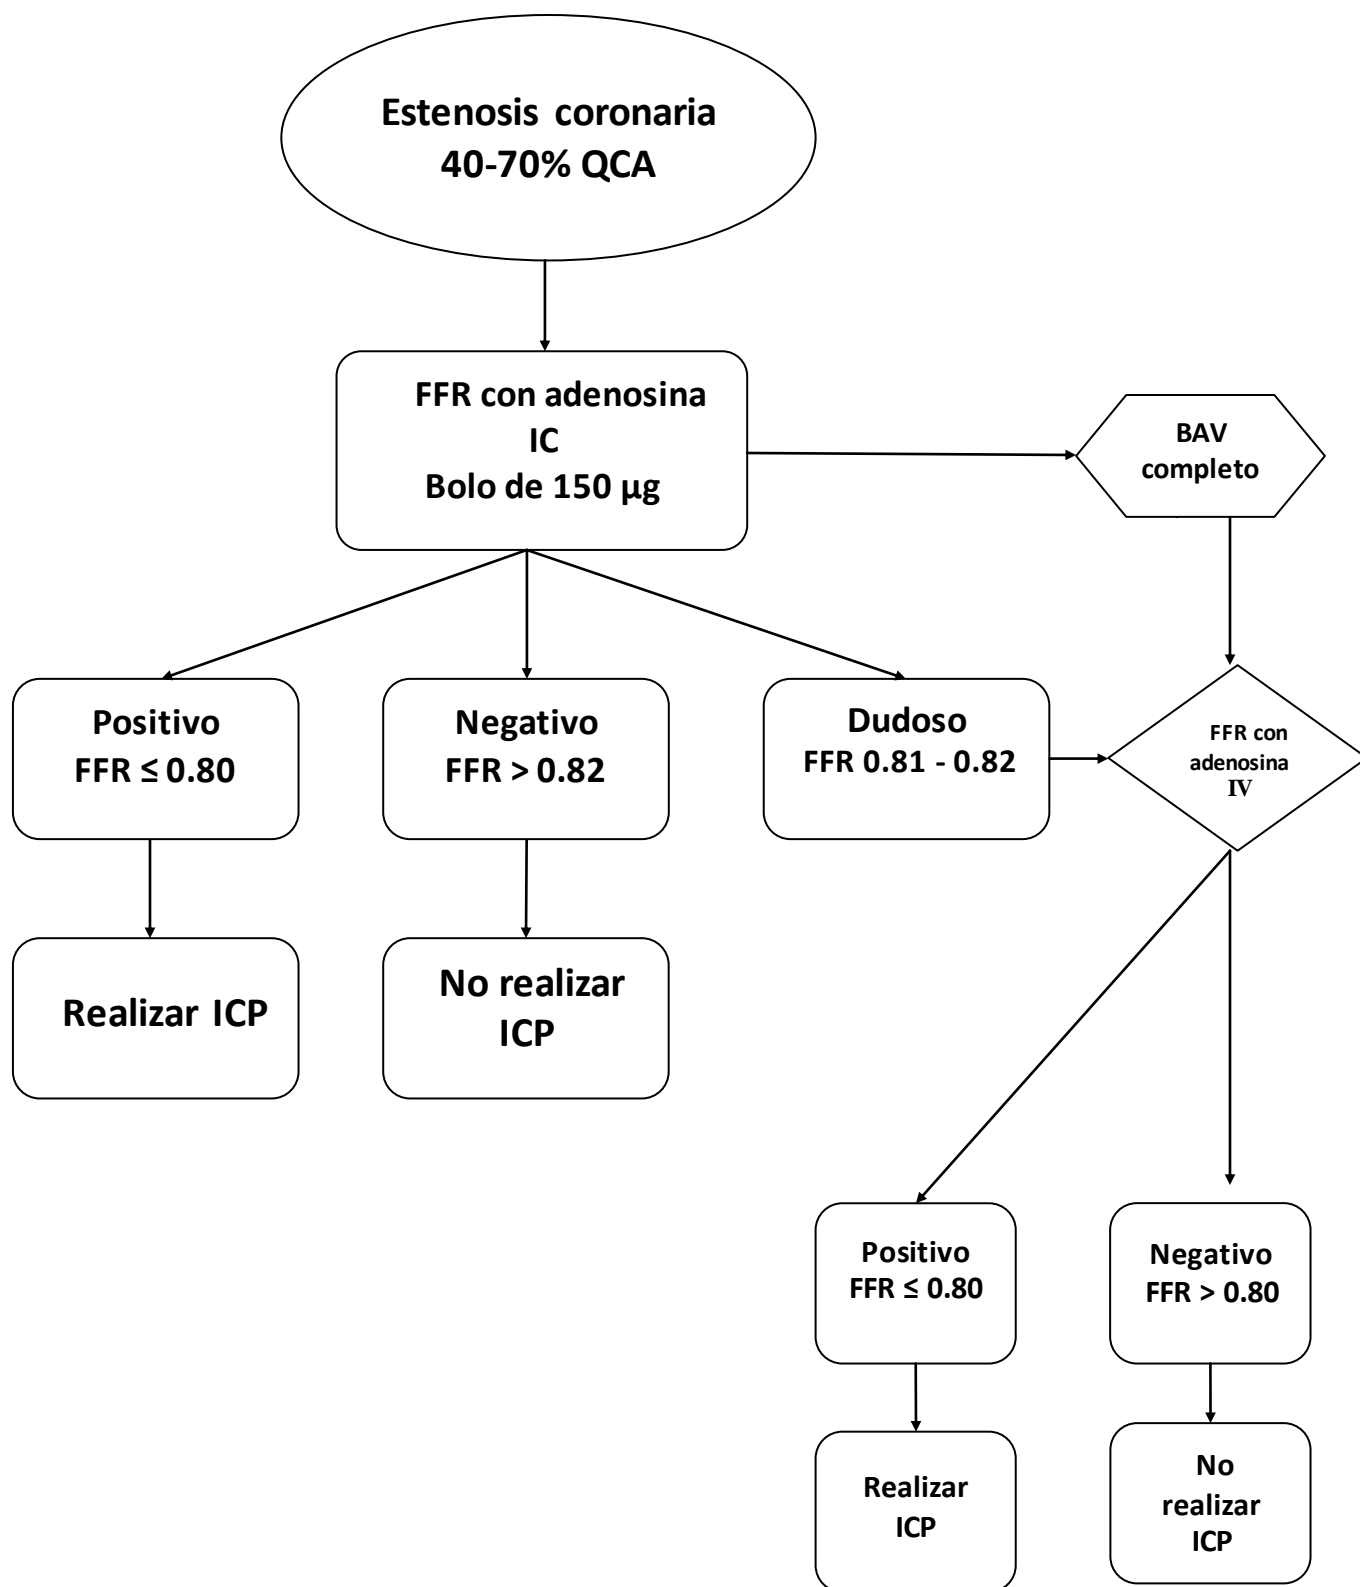 Estenosis coronaria
40-70% QCA
FFR con adenosina
IC
Bolo de 150 µg
BAV
completo
Positivo
FFR ≤ 0.80
Negativo
FFR > 0.82
Dudoso
FFR 0.81 - 0.82
FFR con
adenosina
IV
Realizar ICP
No realizar
ICP
Positivo
FFR ≤ 0.80
Negativo
FFR > 0.80
Realizar
ICP
No
realizar
ICP